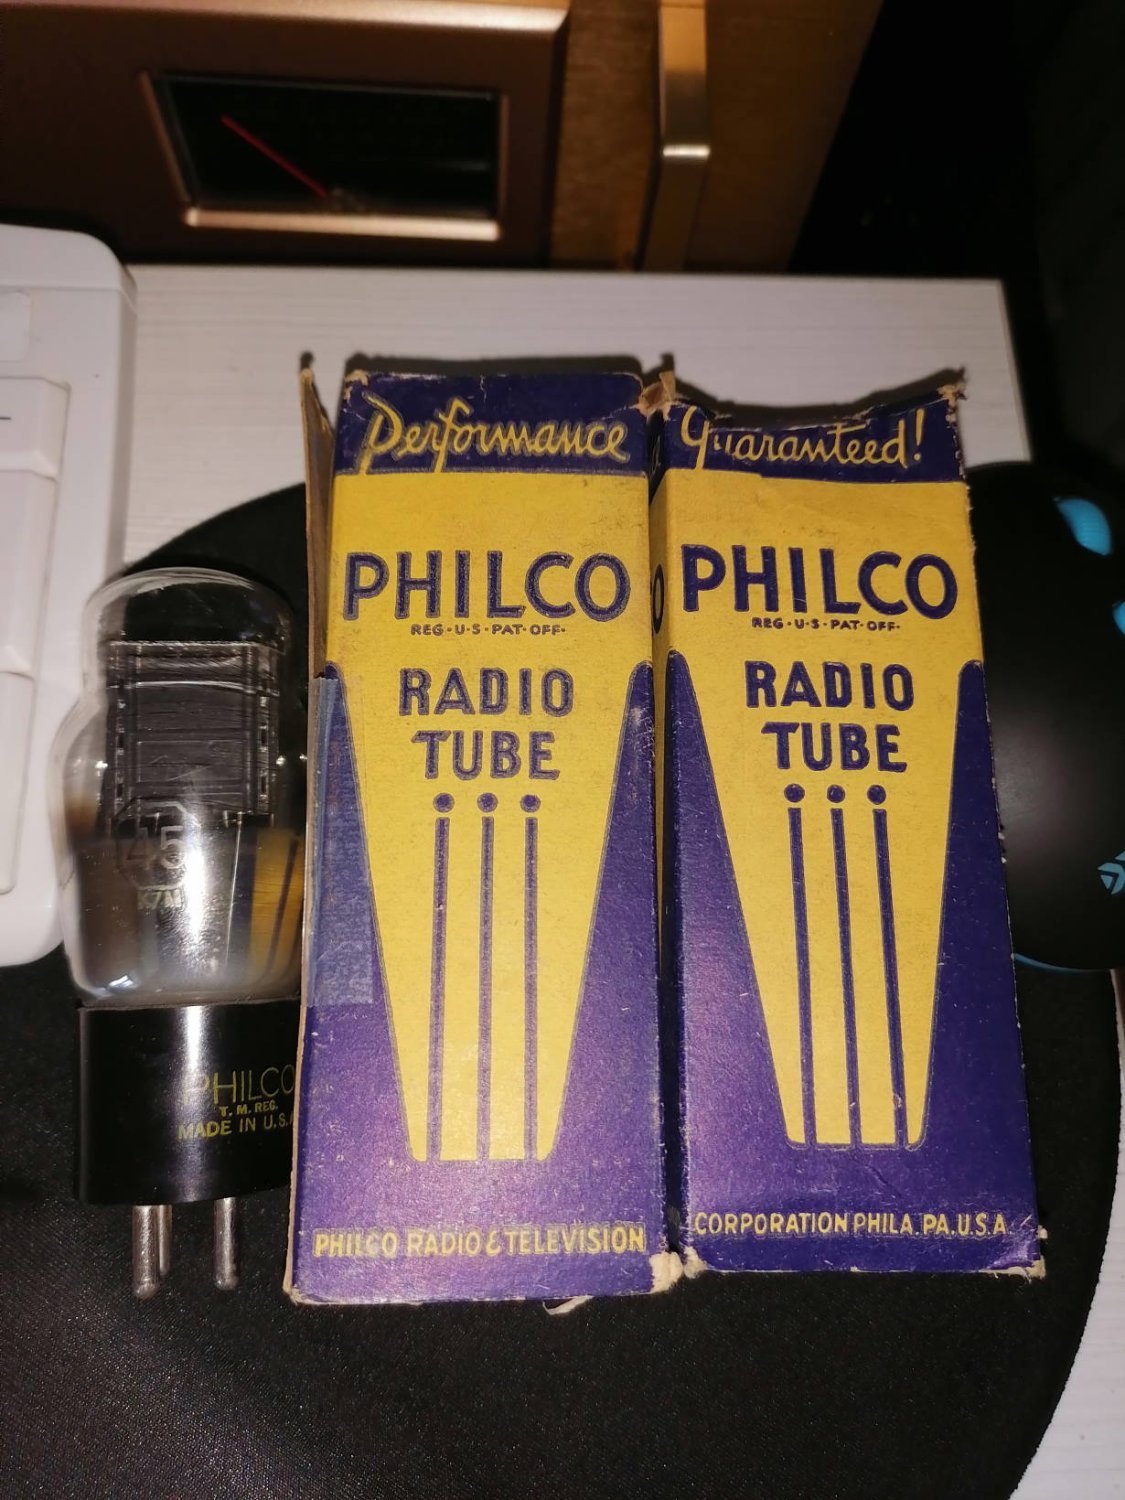 Performance
PHILCO
REG·U·S·PAT·OFF·
RADIO
TUBE
PHILCO RADIO & TELEVISION
Guaranteed!
PHILCO
REG·U·S·PAT·OFF·
RADIO
TUBE
CORPORATION PHILA. PA. U.S.A.
45
K7M
PHILCO
T. M. REG.
MADE IN U.S.A